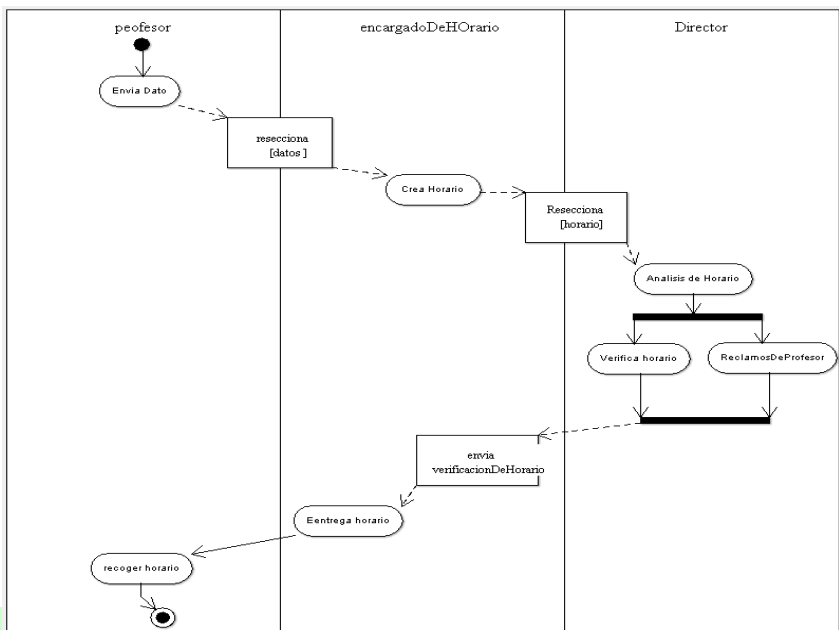 peofesor
encargadoDeHOrario
Director
Envia Dato
resecciona
[datos ]
Crea Horario
Resecciona
[horario]
Analisis de Horario
Verifica horario
ReclamosDeProfesor
envia
verificacionDeHorario
Eentrega horario
recoger horario